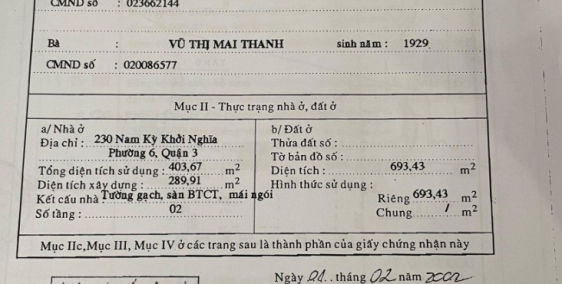 CMND số : 023662144
Bà : VŨ THỊ MAI THANH sinh năm : 1929
CMND số : 020086577
Mục II - Thực trạng nhà ở, đất ở
a/ Nhà ở
Địa chỉ : 230 Nam Kỳ Khởi Nghĩa
Phường 6, Quận 3
Tổng diện tích sử dụng : 403,67 m2
Diện tích xây dựng : 289,91 m2
Kết cấu nhà Tường gạch, sàn BTCT, mái ngói
Số tầng : 02
b/ Đất ở
Thửa đất số :
Tờ bản đồ số :
Diện tích : 693,43 m2
Hình thức sử dụng :
Riêng 693,43 m2
Chung / m2
Mục IIc,Mục III, Mục IV ở các trang sau là thành phần của giấy chứng nhận này
Ngày 21 tháng 02 năm 2002